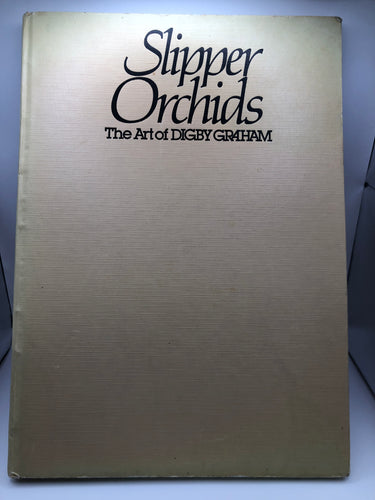 Slipper
Orchids
The Art of DIGBY GRAHAM